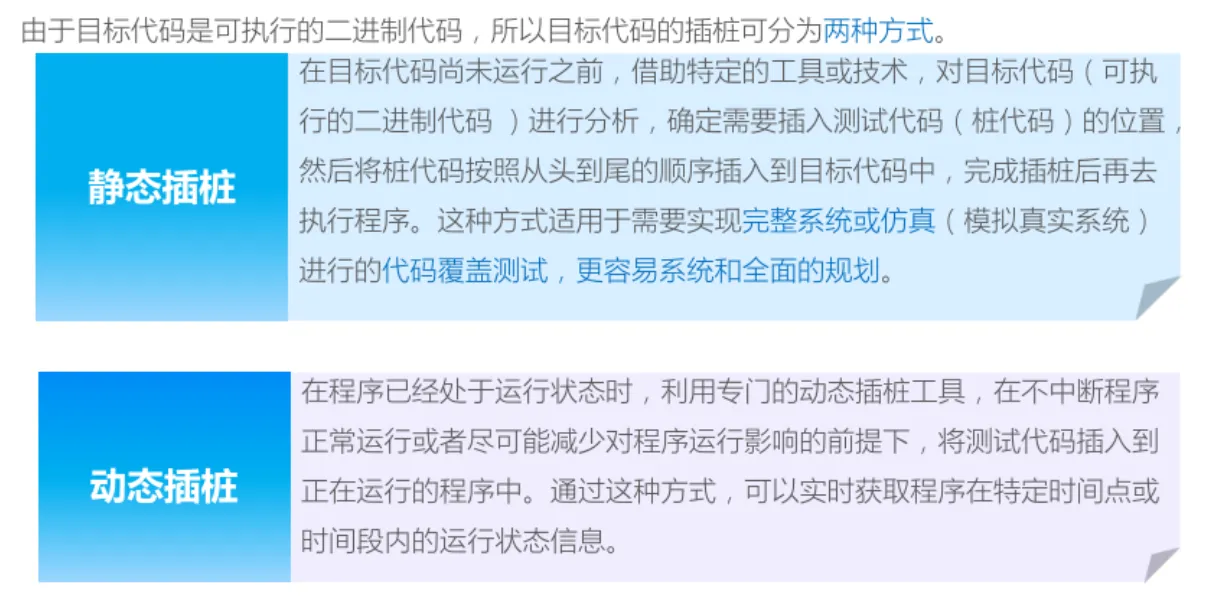 由于目标代码是可执行的二进制代码，所以目标代码的插桩可分为两种方式。
静态插桩
在目标代码尚未运行之前，借助特定的工具或技术，对目标代码（可执
行的二进制代码 ）进行分析，确定需要插入测试代码（桩代码）的位置，
然后将桩代码按照从头到尾的顺序插入到目标代码中，完成插桩后再去
执行程序。这种方式适用于需要实现完整系统或仿真（模拟真实系统）
进行的代码覆盖测试，更容易系统和全面的规划。
动态插桩
在程序已经处于运行状态时，利用专门的动态插桩工具，在不中断程序
正常运行或者尽可能减少对程序运行影响的前提下，将测试代码插入到
正在运行的程序中。通过这种方式，可以实时获取程序在特定时间点或
时间段内的运行状态信息。